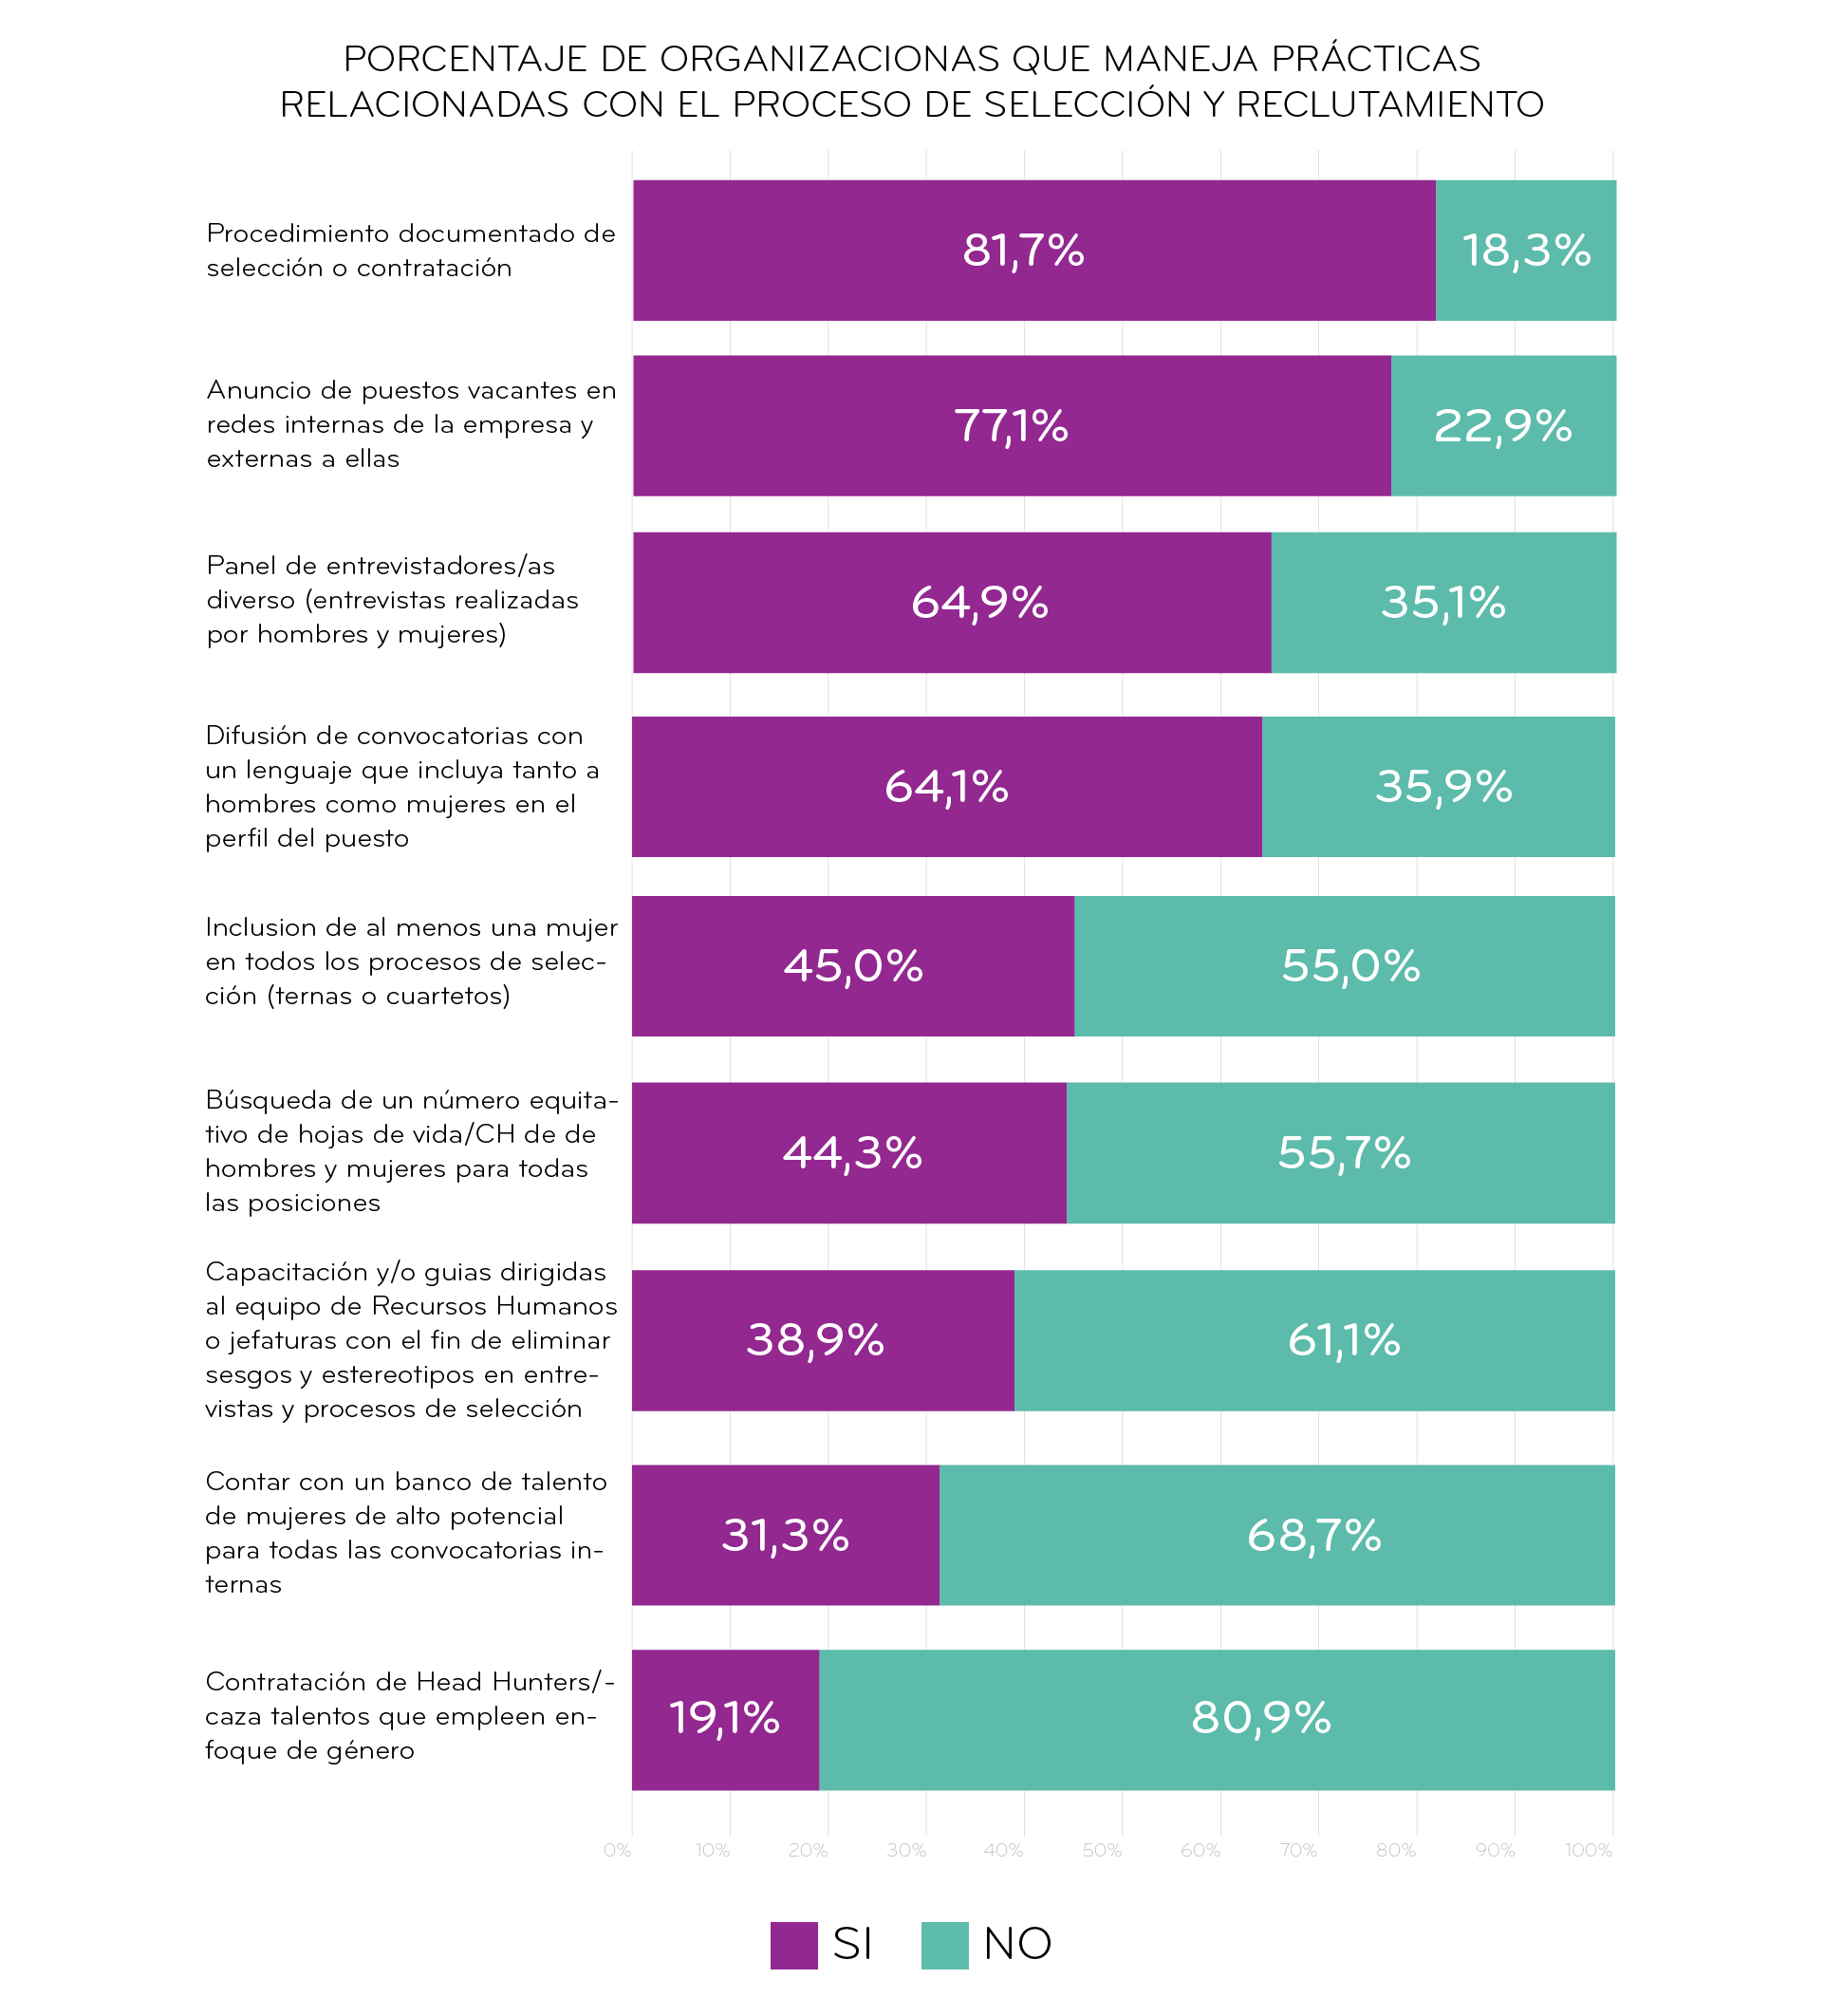 PORCENTAJE DE ORGANIZACIONAS QUE MANEJA PRÁCTICAS
RELACIONADAS CON EL PROCESO DE SELECCIÓN Y RECLUTAMIENTO
Procedimiento documentado de
selección o contratación
81,7%
18,3%
Anuncio de puestos vacantes en
redes internas de la empresa y
externas a ellas
77,1%
22,9%
Panel de entrevistadores/as
diverso (entrevistas realizadas
por hombres y mujeres)
64,9%
35,1%
Difusión de convocatorias con
un lenguaje que incluya tanto a
hombres como mujeres en el
perfil del puesto
64,1%
35,9%
Inclusion de al menos una mujer
en todos los procesos de selec-
ción (ternas o cuartetos)
45,0%
55,0%
Búsqueda de un número equita-
tivo de hojas de vida/CH de de
hombres y mujeres para todas
las posiciones
44,3%
55,7%
Capacitación y/o guias dirigidas
al equipo de Recursos Humanos
o jefaturas con el fin de eliminar
sesgos y estereotipos en entre-
vistas y procesos de selección
38,9%
61,1%
Contar con un banco de talento
de mujeres de alto potencial
para todas las convocatorias in-
ternas
31,3%
68,7%
Contratación de Head Hunters/-
caza talentos que empleen en-
foque de género
19,1%
80,9%
0% 10% 20% 30% 40% 50% 60% 70% 80% 90% 100%
SI NO